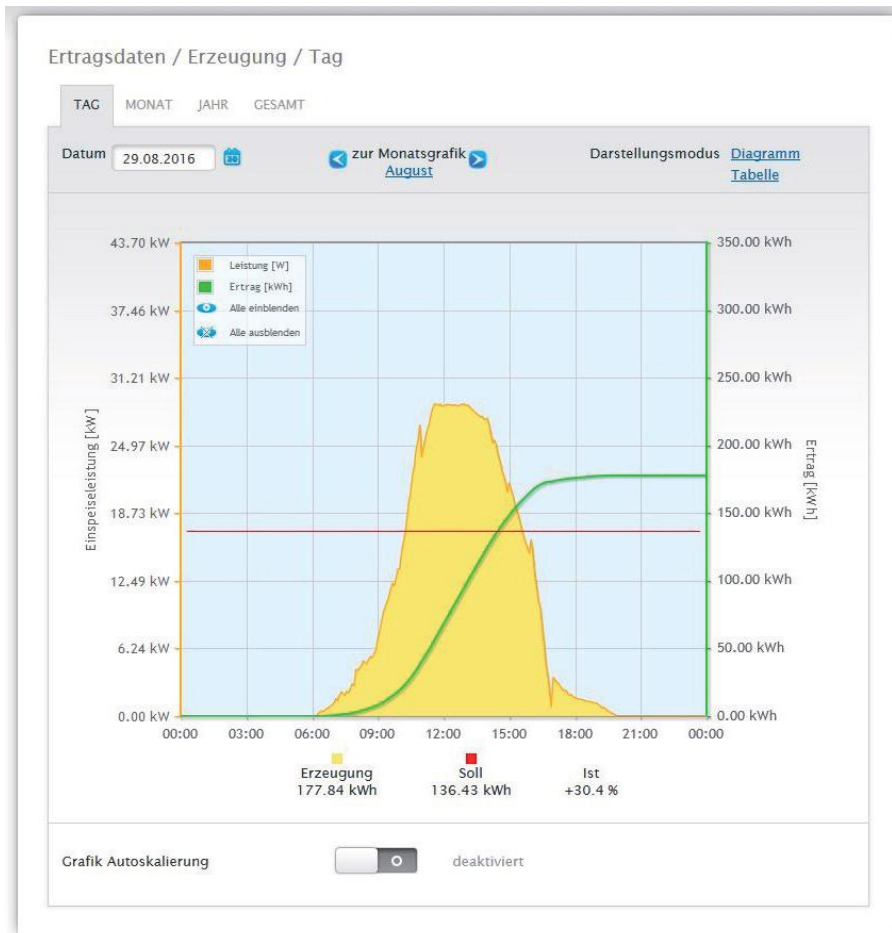 Ertragsdaten / Erzeugung / Tag
TAG MONAT JAHR GESAMT
Datum 29.08.2016 30 zur Monatsgrafik Darstellungsmodus Diagramm
August Tabelle
43.70 kW 350.00 kWh
Leistung [W]
Ertrag [kWh]
Alle einblenden
Alle ausblenden
37.46 kW 300.00 kWh
31.21 kW 250.00 kWh
24.97 kW 200.00 kWh
18.73 kW 150.00 kWh
12.49 kW 100.00 kWh
6.24 kW 50.00 kWh
0.00 kW 0.00 kWh
Einspeiseleistung [kW]
Ertrag [kWh]
00:00 03:00 06:00 09:00 12:00 15:00 18:00 21:00 00:00
Erzeugung Soll Ist
177.84 kWh 136.43 kWh +30.4 %
Grafik Autoskalierung deaktiviert